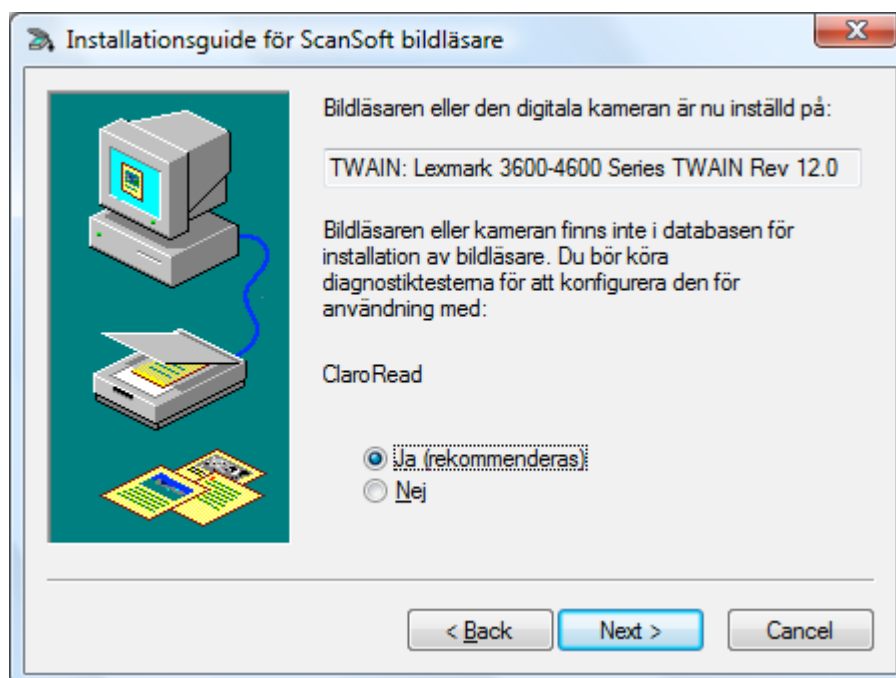 Installationsguide för ScanSoft bildläsare
Bildläsaren eller den digitala kameran är nu inställd på:
TWAIN: Lexmark 3600-4600 Series TWAIN Rev 12.0
Bildläsaren eller kameran finns inte i databasen för
installation av bildläsare. Du bör köra
diagnostiktesterna för att konfigurera den för
användning med:
ClaroRead
Ja (rekommenderas)
Nej
< Back
Next >
Cancel